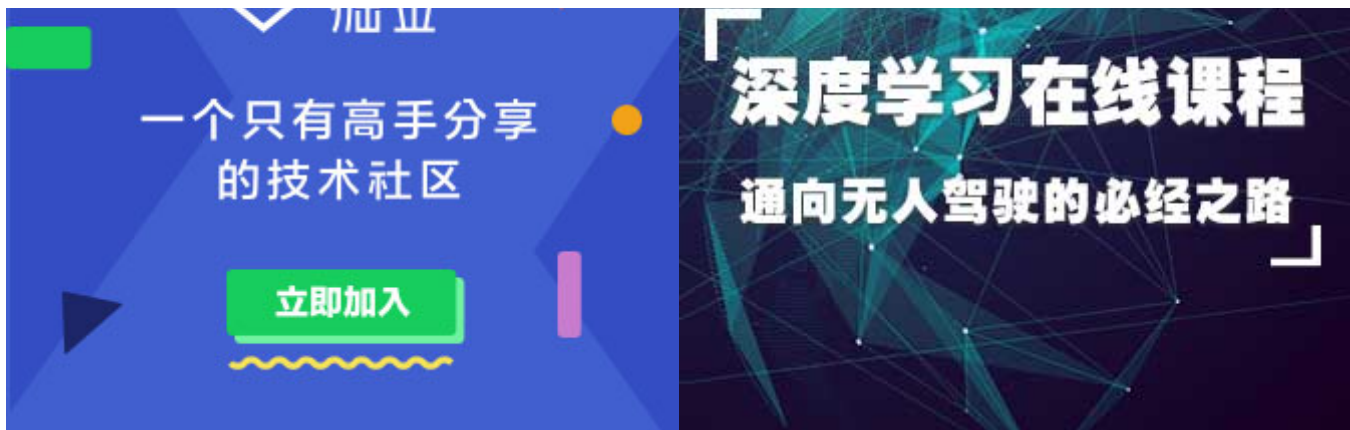 一个只有高手分享
的技术社区
立即加入
深度学习在线课程
通向无人驾驶的必经之路